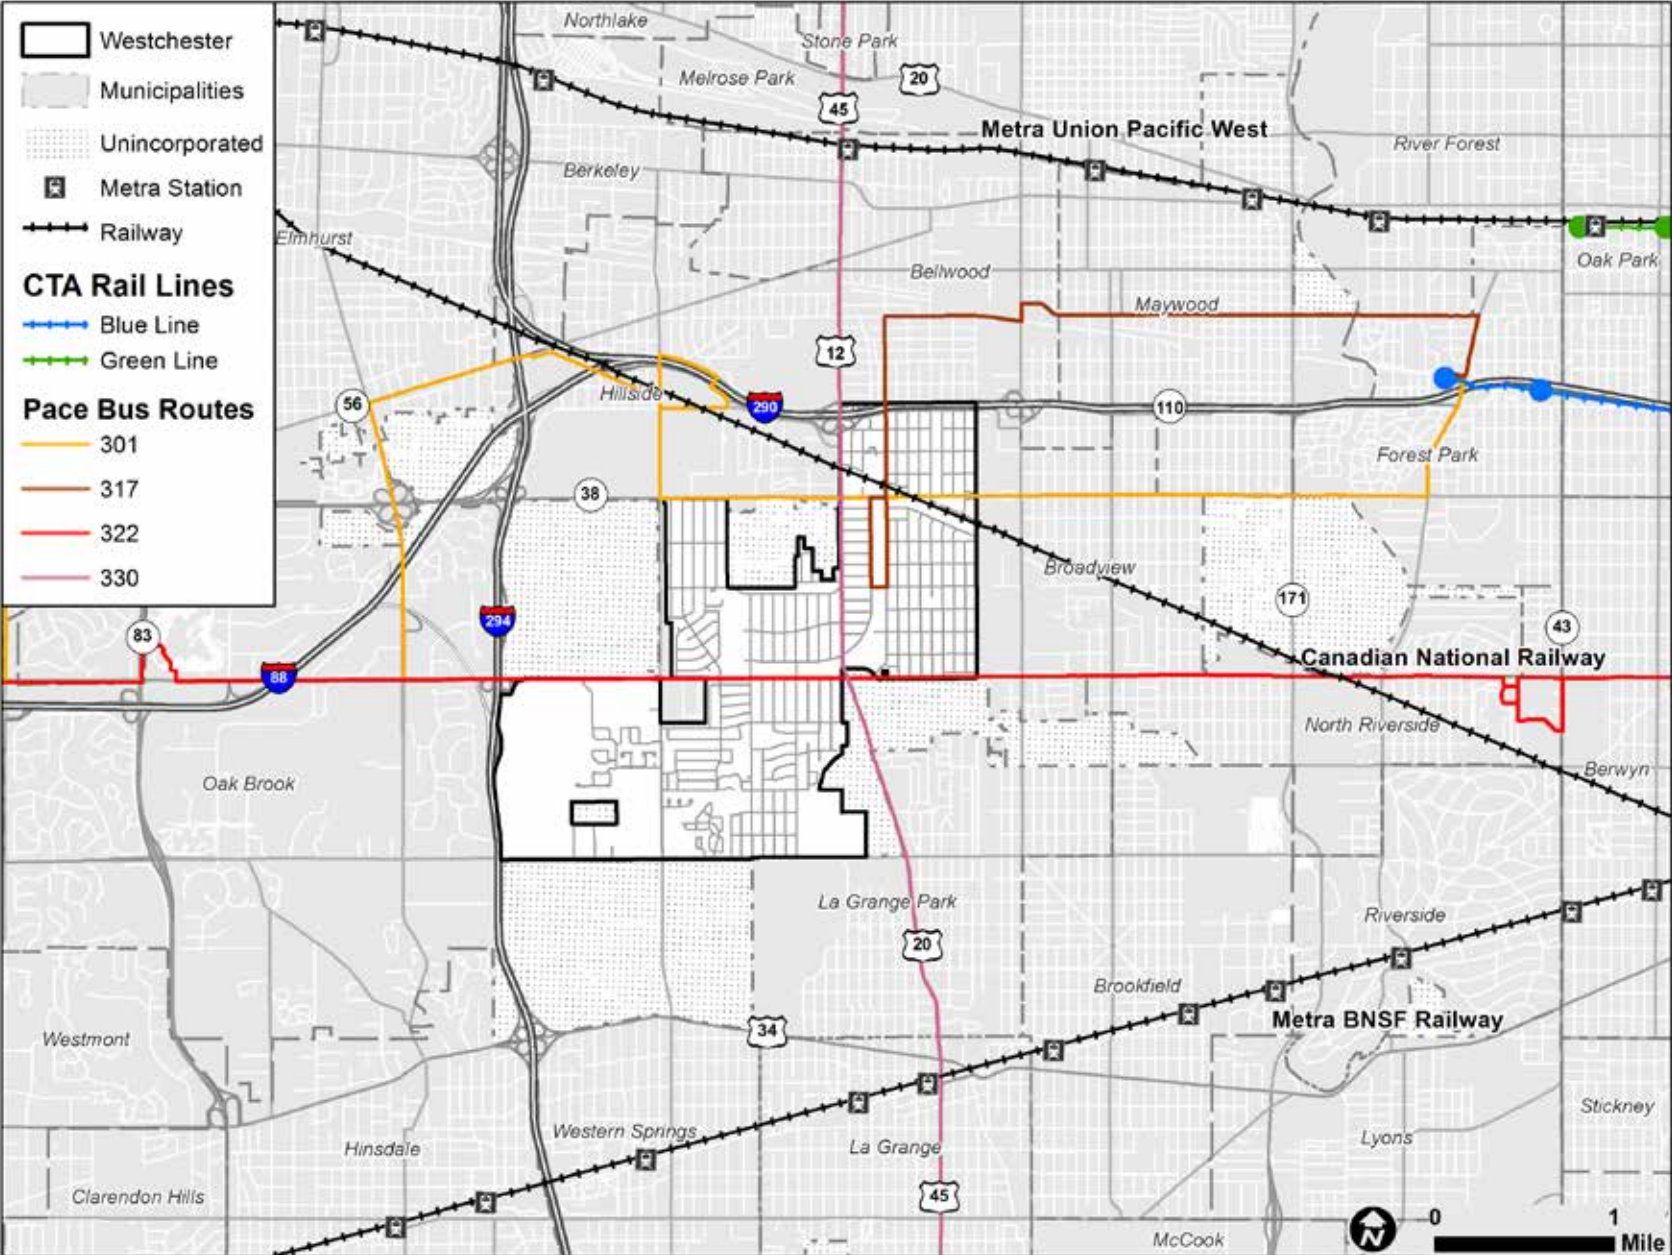 Westchester
Municipalities
Unincorporated
Metra Station
Railway
CTA Rail Lines
Blue Line
Green Line
Pace Bus Routes
301
317
322
330
Northlake
Stone Park
Melrose Park
20
45
Metra Union Pacific West
River Forest
Berkeley
Elmhurst
Oak Park
Bellwood
Maywood
12
Hillside
56
290
110
Forest Park
38
Broadview
171
294
43
83
Canadian National Railway
88
North Riverside
Berwyn
Oak Brook
La Grange Park
Riverside
20
Brookfield
Metra BNSF Railway
34
Westmont
Stickney
Western Springs
Lyons
Hinsdale
La Grange
Clarendon Hills
45
McCook
N
0 1
Mile